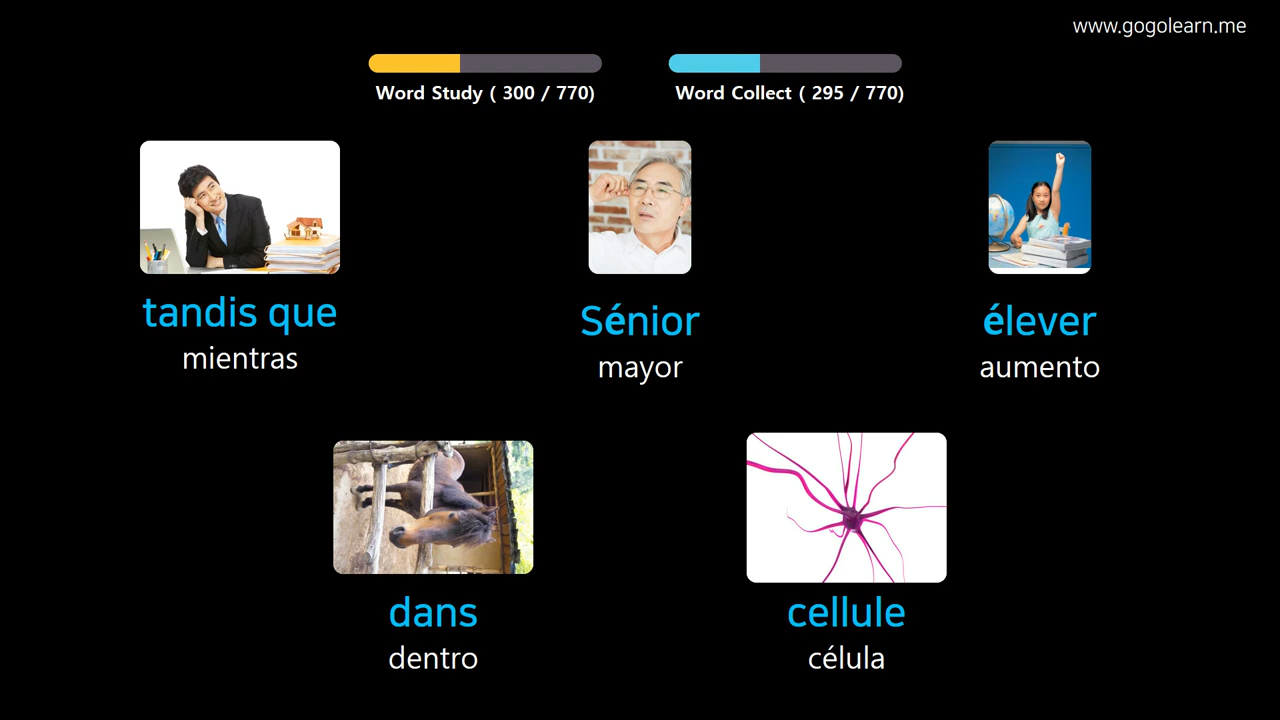 www.gogolearn.me
Word Study ( 300 / 770)
Word Collect ( 295 / 770)
tandis que
mientras
Sénior
mayor
élever
aumento
dans
dentro
cellule
célula